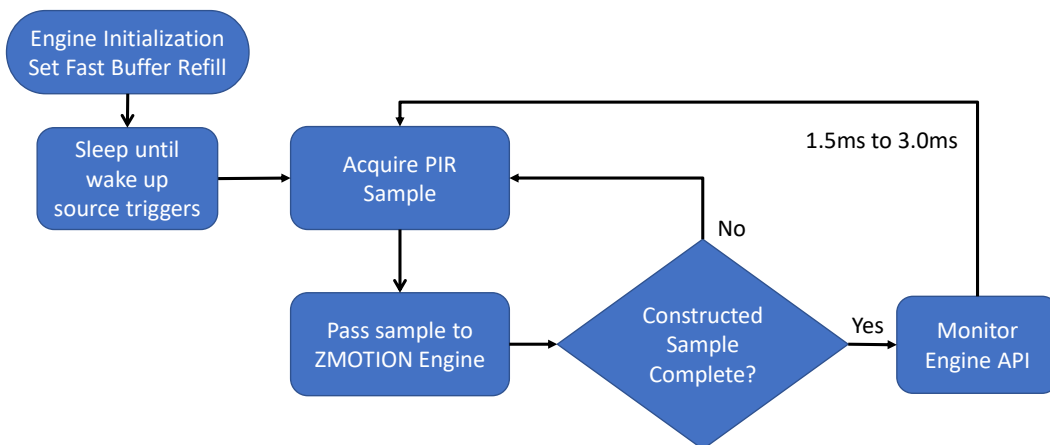 Engine Initialization
Set Fast Buffer Refill
Sleep until
wake up
source triggers
Acquire PIR
Sample
1.5ms to 3.0ms
No
Pass sample to
ZMOTION Engine
Constructed
Sample
Complete?
Yes
Monitor
Engine API